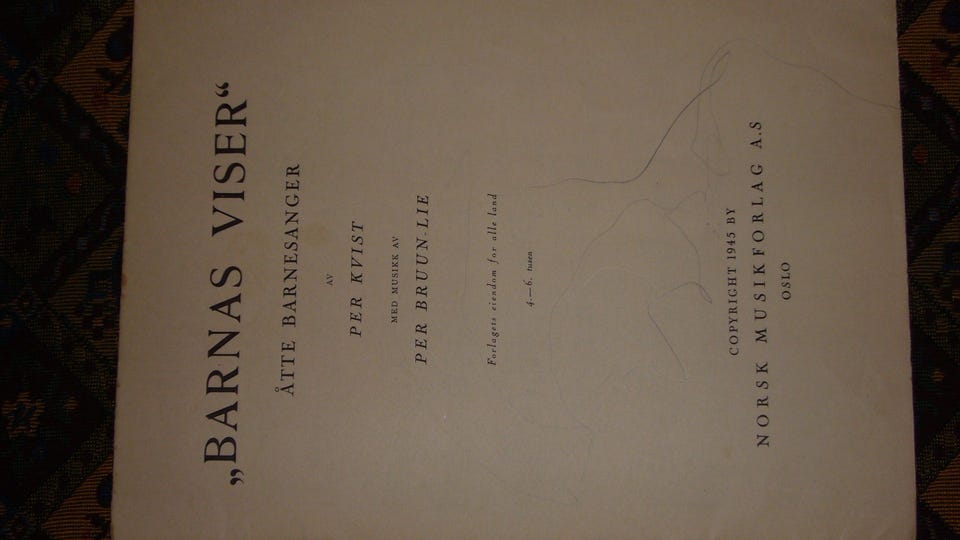 „BARNAS VISER“
ÅTTE BARNESANGER
AV
PER KVIST
MED MUSIKK AV
PER BRUUN-LIE
Forlagets eiendom for alle land
4.—6. tusen
COPYRIGHT 1945 BY
NORSK MUSIKFORLAG A.S
OSLO